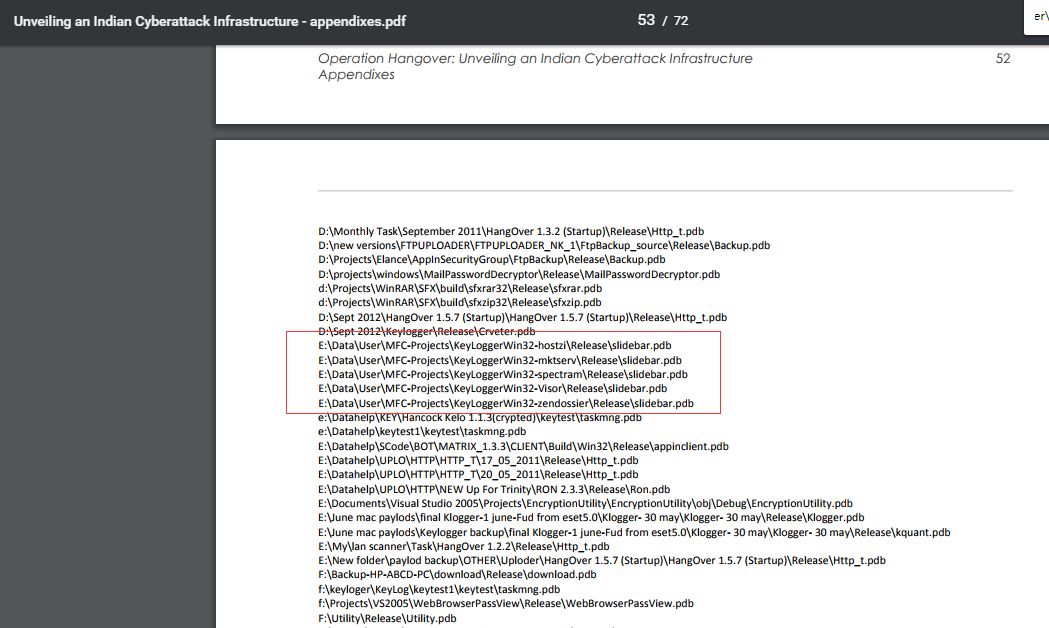 Unveiling an Indian Cyberattack Infrastructure - appendixes.pdf
53 / 72
er\
Operation Hangover: Unveiling an Indian Cyberattack Infrastructure
52
Appendixes
D:\Monthly Task\September 2011\HangOver 1.3.2 (Startup)\Release\Http_t.pdb
D:\new versions\FTPUPLOADER\FTPUPLOADER_NK_1\FtpBackup_source\Release\Backup.pdb
D:\Projects\Elance\AppInSecurityGroup\FtpBackup\Release\Backup.pdb
D:\projects\windows\MailPasswordDecryptor\Release\MailPasswordDecryptor.pdb
d:\Projects\WinRAR\SFX\build\sfxrar32\Release\sfxrar.pdb
d:\Projects\WinRAR\SFX\build\sfxzip32\Release\sfxzip.pdb
D:\Sept 2012\HangOver 1.5.7 (Startup)\HangOver 1.5.7 (Startup)\Release\Http_t.pdb
D:\Sept 2012\Keylogger\Release\Crveter.pdb
E:\Data\User\MFC-Projects\KeyLoggerWin32-hostzi\Release\slidebar.pdb
E:\Data\User\MFC-Projects\KeyLoggerWin32-mktserv\Release\slidebar.pdb
E:\Data\User\MFC-Projects\KeyLoggerWin32-spectram\Release\slidebar.pdb
E:\Data\User\MFC-Projects\KeyLoggerWin32-Visor\Release\slidebar.pdb
E:\Data\User\MFC-Projects\KeyLoggerWin32-zendossier\Release\slidebar.pdb
e:\Datahelp\KEY\Hancock Kelo 1.1.3(crypted)\keytest\taskmng.pdb
e:\Datahelp\keytest1\keytest\taskmng.pdb
E:\Datahelp\SCode\BOT\MATRIX_1.3.3\CLIENT\Build\Win32\Release\appinclient.pdb
E:\Datahelp\UPLO\HTTP\HTTP_T\17_05_2011\Release\Http_t.pdb
E:\Datahelp\UPLO\HTTP\HTTP_T\20_05_2011\Release\Http_t.pdb
E:\Datahelp\UPLO\HTTP\NEW Up For Trinity\RON 2.3.3\Release\Ron.pdb
E:\Documents\Visual Studio 2005\Projects\EncryptionUtility\EncryptionUtility\obj\Debug\EncryptionUtility.pdb
E:\June mac paylods\final Klogger-1 june-Fud from eset5.0\Klogger- 30 may\Klogger- 30 may\Release\Klogger.pdb
E:\June mac paylods\Keylogger backup\final Klogger-1 june-Fud from eset5.0\Klogger- 30 may\Klogger- 30 may\Release\kquant.pdb
E:\My\lan scanner\Task\HangOver 1.2.2\Release\Http_t.pdb
E:\New folder\paylod backup\OTHER\Uploder\HangOver 1.5.7 (Startup)\HangOver 1.5.7 (Startup)\Release\Http_t.pdb
F:\Backup-HP-ABCD-PC\download\Release\download.pdb
f:\keyloger\KeyLog\keytest1\keytest\taskmng.pdb
f:\Projects\VS2005\WebBrowserPassView\Release\WebBrowserPassView.pdb
F:\Utility\Release\Utility.pdb